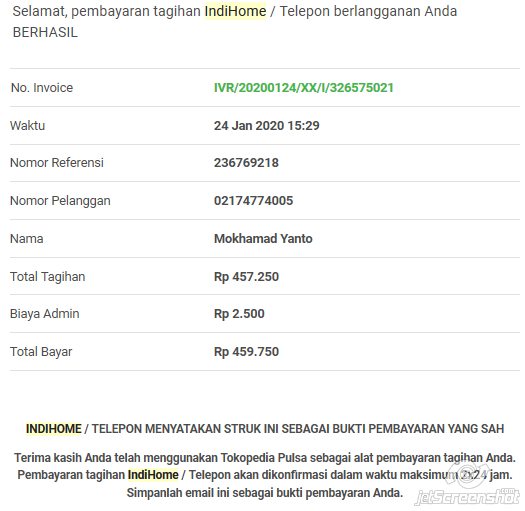 Selamat, pembayaran tagihan IndiHome / Telepon berlangganan Anda
BERHASIL
No. Invoice IVR/20200124/XX/I/326575021
Waktu 24 Jan 2020 15:29
Nomor Referensi 236769218
Nomor Pelanggan 02174774005
Nama Mokhamad Yanto
Total Tagihan Rp 457.250
Biaya Admin Rp 2.500
Total Bayar Rp 459.750
INDIHOME / TELEPON MENYATAKAN STRUK INI SEBAGAI BUKTI PEMBAYARAN YANG SAH
Terima kasih Anda telah menggunakan Tokopedia Pulsa sebagai alat pembayaran tagihan Anda.
Pembayaran tagihan IndiHome / Telepon akan dikonfirmasi dalam waktu maksimum 2x24 jam.
Simpanlah email ini sebagai bukti pembayaran Anda.
jetScreenshot